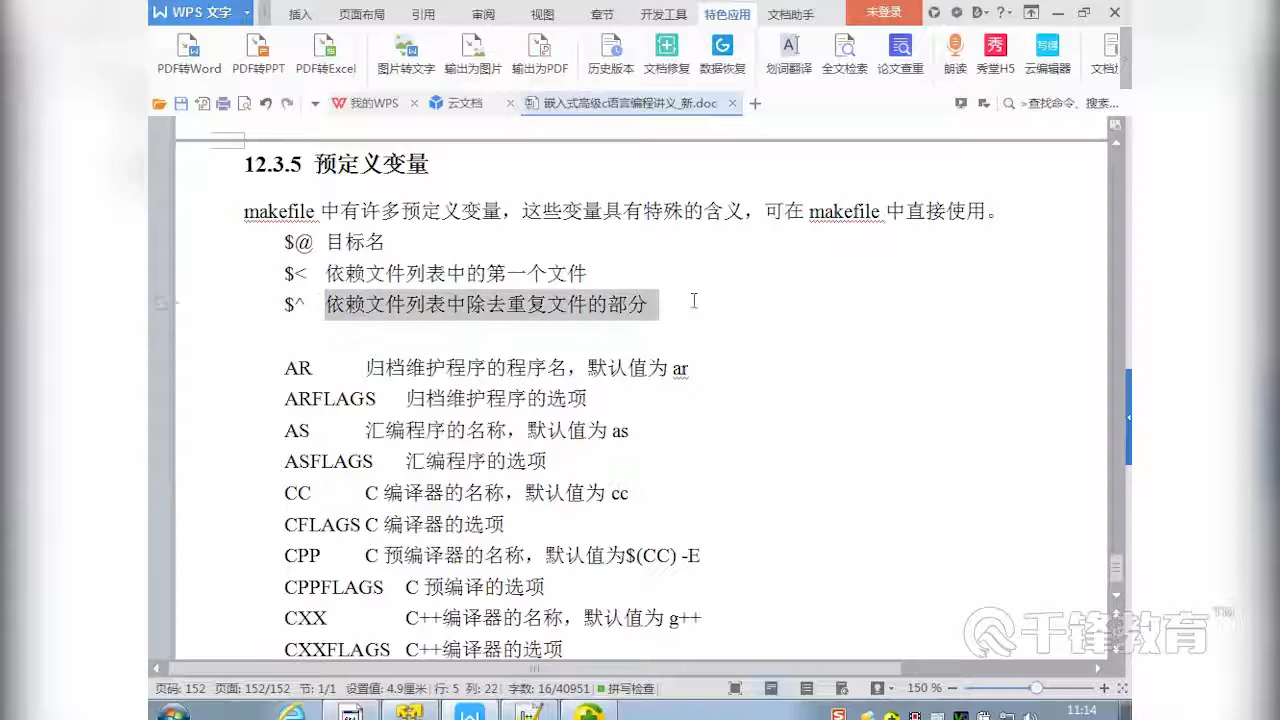 WPS 文字 插入 页面布局 引用 审阅 视图 章节 开发工具 特色应用 文档助手 未登录
PDF转Word PDF转PPT PDF转Excel 图片转文字 输出为图片 输出为PDF 历史版本 文档修复 数据恢复 划词翻译 全文检索 论文查重 朗读 秀堂H5 云编辑器
我的WPS 云文档 嵌入式高级c语言编程讲义_新.doc >查找命令、搜索...
12.3.5 预定义变量
makefile 中有许多预定义变量，这些变量具有特殊的含义，可在 makefile 中直接使用。
$@ 目标名
$< 依赖文件列表中的第一个文件
$^ 依赖文件列表中除去重复文件的部分
AR 归档维护程序的程序名，默认值为 ar
ARFLAGS 归档维护程序的选项
AS 汇编程序的名称，默认值为 as
ASFLAGS 汇编程序的选项
CC C 编译器的名称，默认值为 cc
CFLAGS C 编译器的选项
CPP C 预编译器的名称，默认值为$(CC) -E
CPPFLAGS C 预编译的选项
CXX C++编译器的名称，默认值为 g++
CXXFLAGS C++编译器的选项
千锋教育™
页码: 152 页面: 152/152 节: 1/1 设置值: 4.9厘米 行: 5 列: 22 字数: 16/40951 拼写检查 150 %
11:14